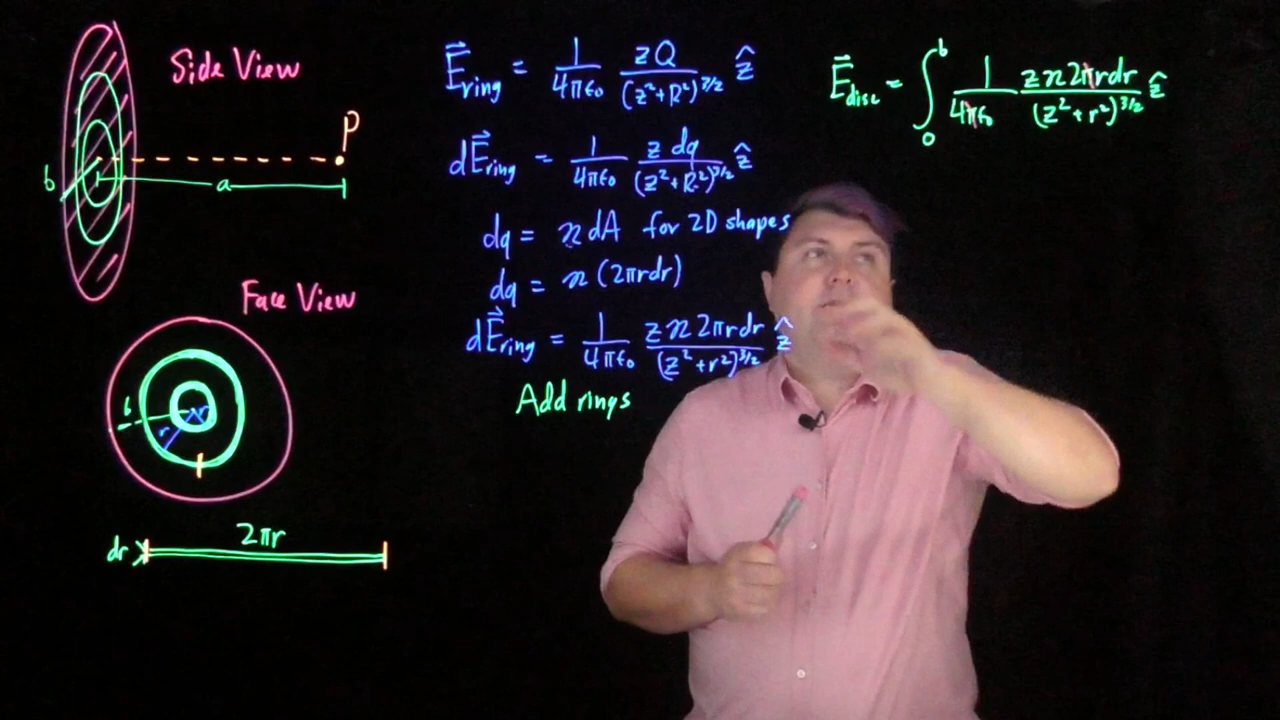 Side View
P
b
a
Face View
b
r
r
dr
2πr
E⃗ring = 1/4πϵ₀ zQ/(z²+R²)^3/2 ẑ
dE⃗ring = 1/4πϵ₀ z dq/(z²+R²)^3/2 ẑ
dq = η dA for 2D shapes
dq = η (2πrdr)
dE⃗ring = 1/4πϵ₀ zη2πrdr/(z²+r²)^3/2 ẑ
Add rings
E⃗disc = ∫₀ᵇ 1/4πϵ₀ zη2πrdr/(z²+r²)^3/2 ẑ